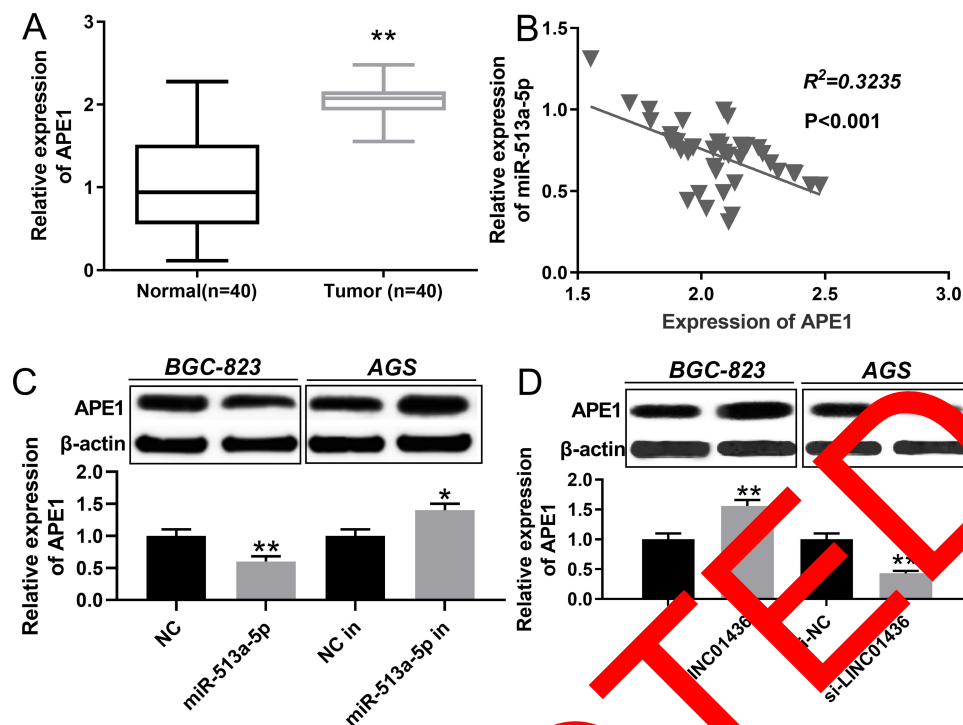 A
Relative expression
of APE1
3
2
1
0
**
Normal(n=40)
Tumor (n=40)
B
Relative expression
of miR-513a-5p
1.5
1.0
0.5
0.0
R²=0.3235
P<0.001
1.5
2.0
2.5
3.0
Expression of APE1
C
BGC-823
AGS
APE1
β-actin
Relative expression
of APE1
2.0
1.5
1.0
0.5
0.0
**
*
NC
miR-513a-5p
NC in
miR-513a-5p in
D
BGC-823
AGS
APE1
β-actin
Relative expression
of APE1
2.0
1.5
1.0
0.5
0.0
**
**
INC01436
i-NC
si-LINC01436
TED